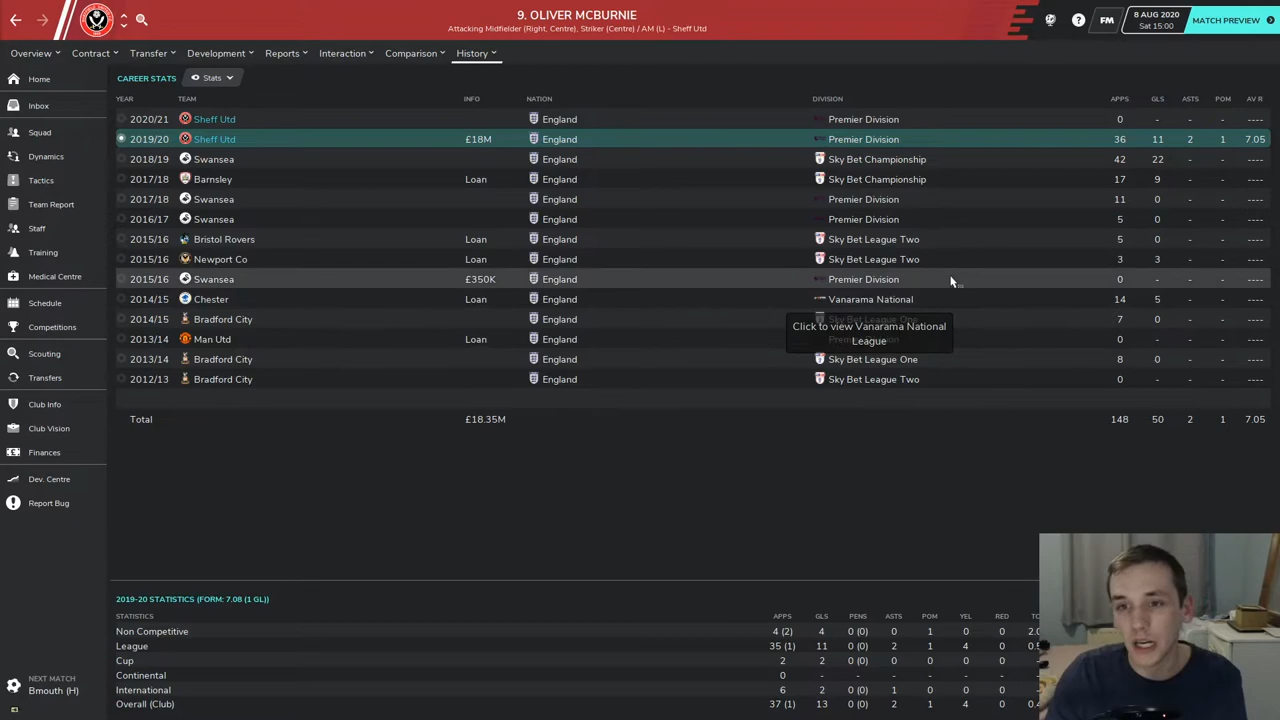 9. OLIVER MCBURNIE
Attacking Midfielder (Right, Centre), Striker (Centre) / AM (L) - Sheff Utd
FM
8 AUG 2020
Sat 15:00
MATCH PREVIEW
Overview Contract Transfer Development Reports Interaction Comparison History
Home
Inbox
Squad
Dynamics
Tactics
Team Report
Staff
Training
Medical Centre
Schedule
Competitions
Scouting
Transfers
Club Info
Club Vision
Finances
Dev. Centre
Report Bug
NEXT MATCH
Bmouth (H)
CAREER STATS Stats
YEAR TEAM INFO NATION DIVISION APPS GLS ASTS POM AV R
2020/21 Sheff Utd England Premier Division 0 - - - ----
2019/20 Sheff Utd £18M England Premier Division 36 11 2 1 7.05
2018/19 Swansea England Sky Bet Championship 42 22 - - ----
2017/18 Barnsley Loan England Sky Bet Championship 17 9 - - ----
2017/18 Swansea England Premier Division 11 0 - - ----
2016/17 Swansea England Premier Division 5 0 - - ----
2015/16 Bristol Rovers Loan England Sky Bet League Two 5 0 - - ----
2015/16 Newport Co Loan England Sky Bet League Two 3 3 - - ----
2015/16 Swansea £350K England Premier Division 0 - - - ----
2014/15 Chester Loan England Vanarama National 14 5 - - ----
2014/15 Bradford City England Sky Bet League One 7 0 - - ----
Click to view Vanarama National
League
2013/14 Man Utd Loan England 0 - - - ----
2013/14 Bradford City England Sky Bet League One 8 0 - - ----
2012/13 Bradford City England Sky Bet League Two 0 - - - ----
Total £18.35M 148 50 2 1 7.05
2019-20 STATISTICS (FORM: 7.08 (1 GL))
STATISTICS APPS GLS PENS ASTS POM YEL RED
Non Competitive 4 (2) 4 0 (0) 0 1 0 0
League 35 (1) 11 0 (0) 2 1 4 0
Cup 2 2 0 (0) 0 0 0 0
Continental 0 - - - - - -
International 6 2 0 (0) 1 0 0 0
Overall (Club) 37 (1) 13 0 (0) 2 1 4 0